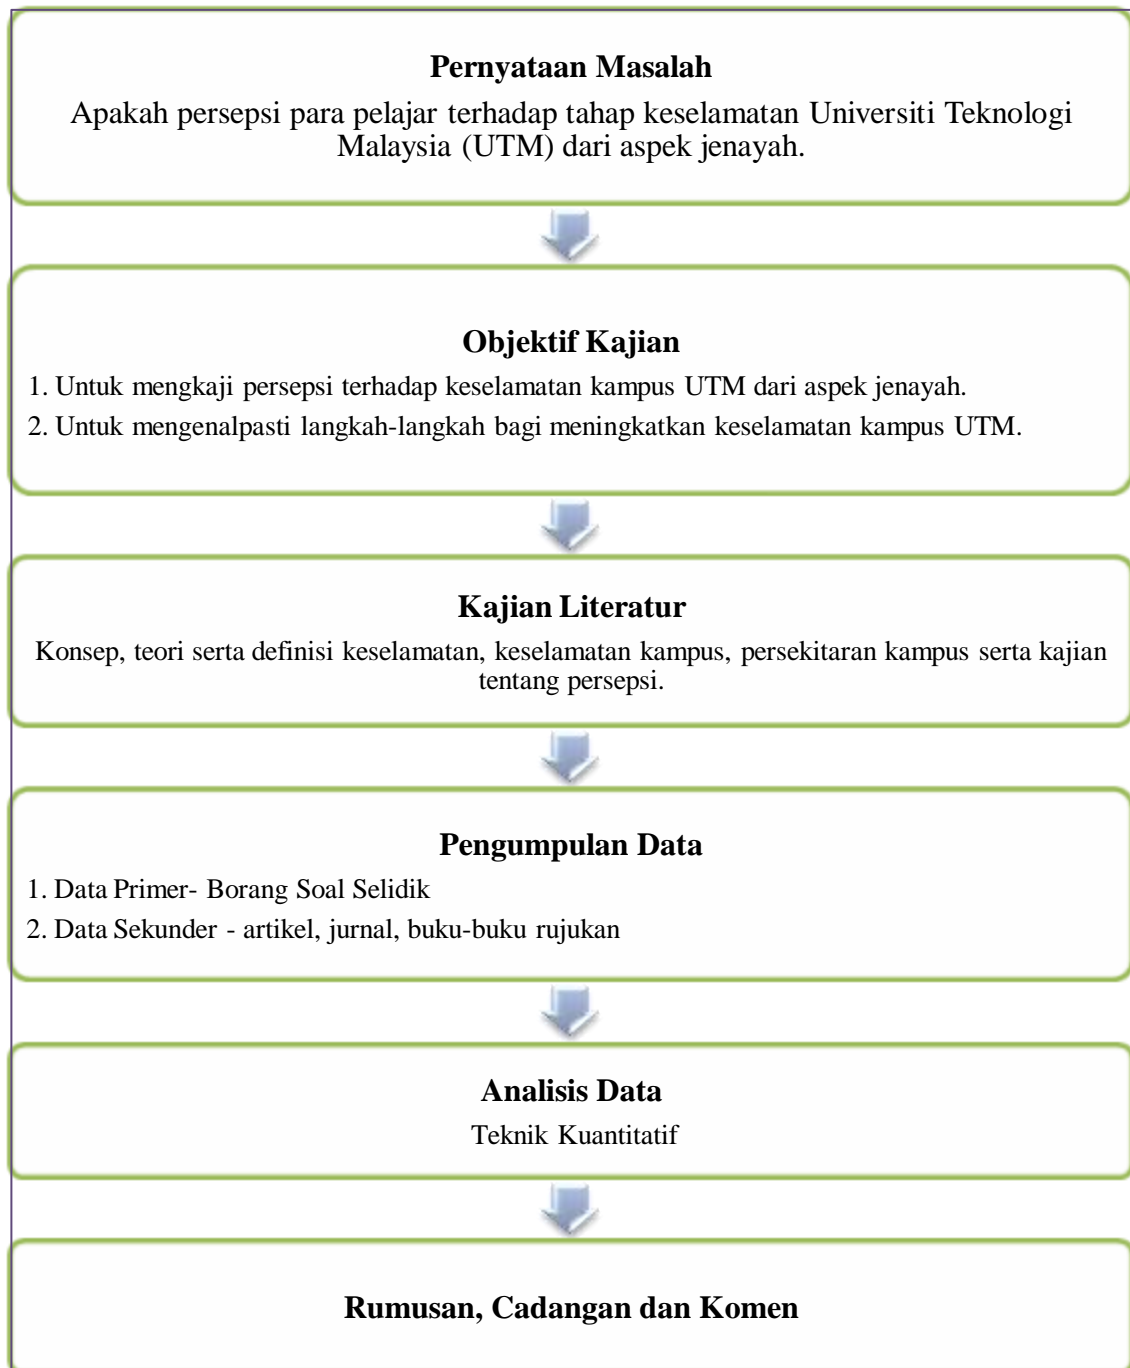 Pernyataan Masalah
Apakah persepsi para pelajar terhadap tahap keselamatan Universiti Teknologi
Malaysia (UTM) dari aspek jenayah.
Objektif Kajian
1. Untuk mengkaji persepsi terhadap keselamatan kampus UTM dari aspek jenayah.
2. Untuk mengenalpasti langkah-langkah bagi meningkatkan keselamatan kampus UTM.
Kajian Literatur
Konsep, teori serta definisi keselamatan, keselamatan kampus, persekitaran kampus serta kajian
tentang persepsi.
Pengumpulan Data
1. Data Primer- Borang Soal Selidik
2. Data Sekunder - artikel, jurnal, buku-buku rujukan
Analisis Data
Teknik Kuantitatif
Rumusan, Cadangan dan Komen